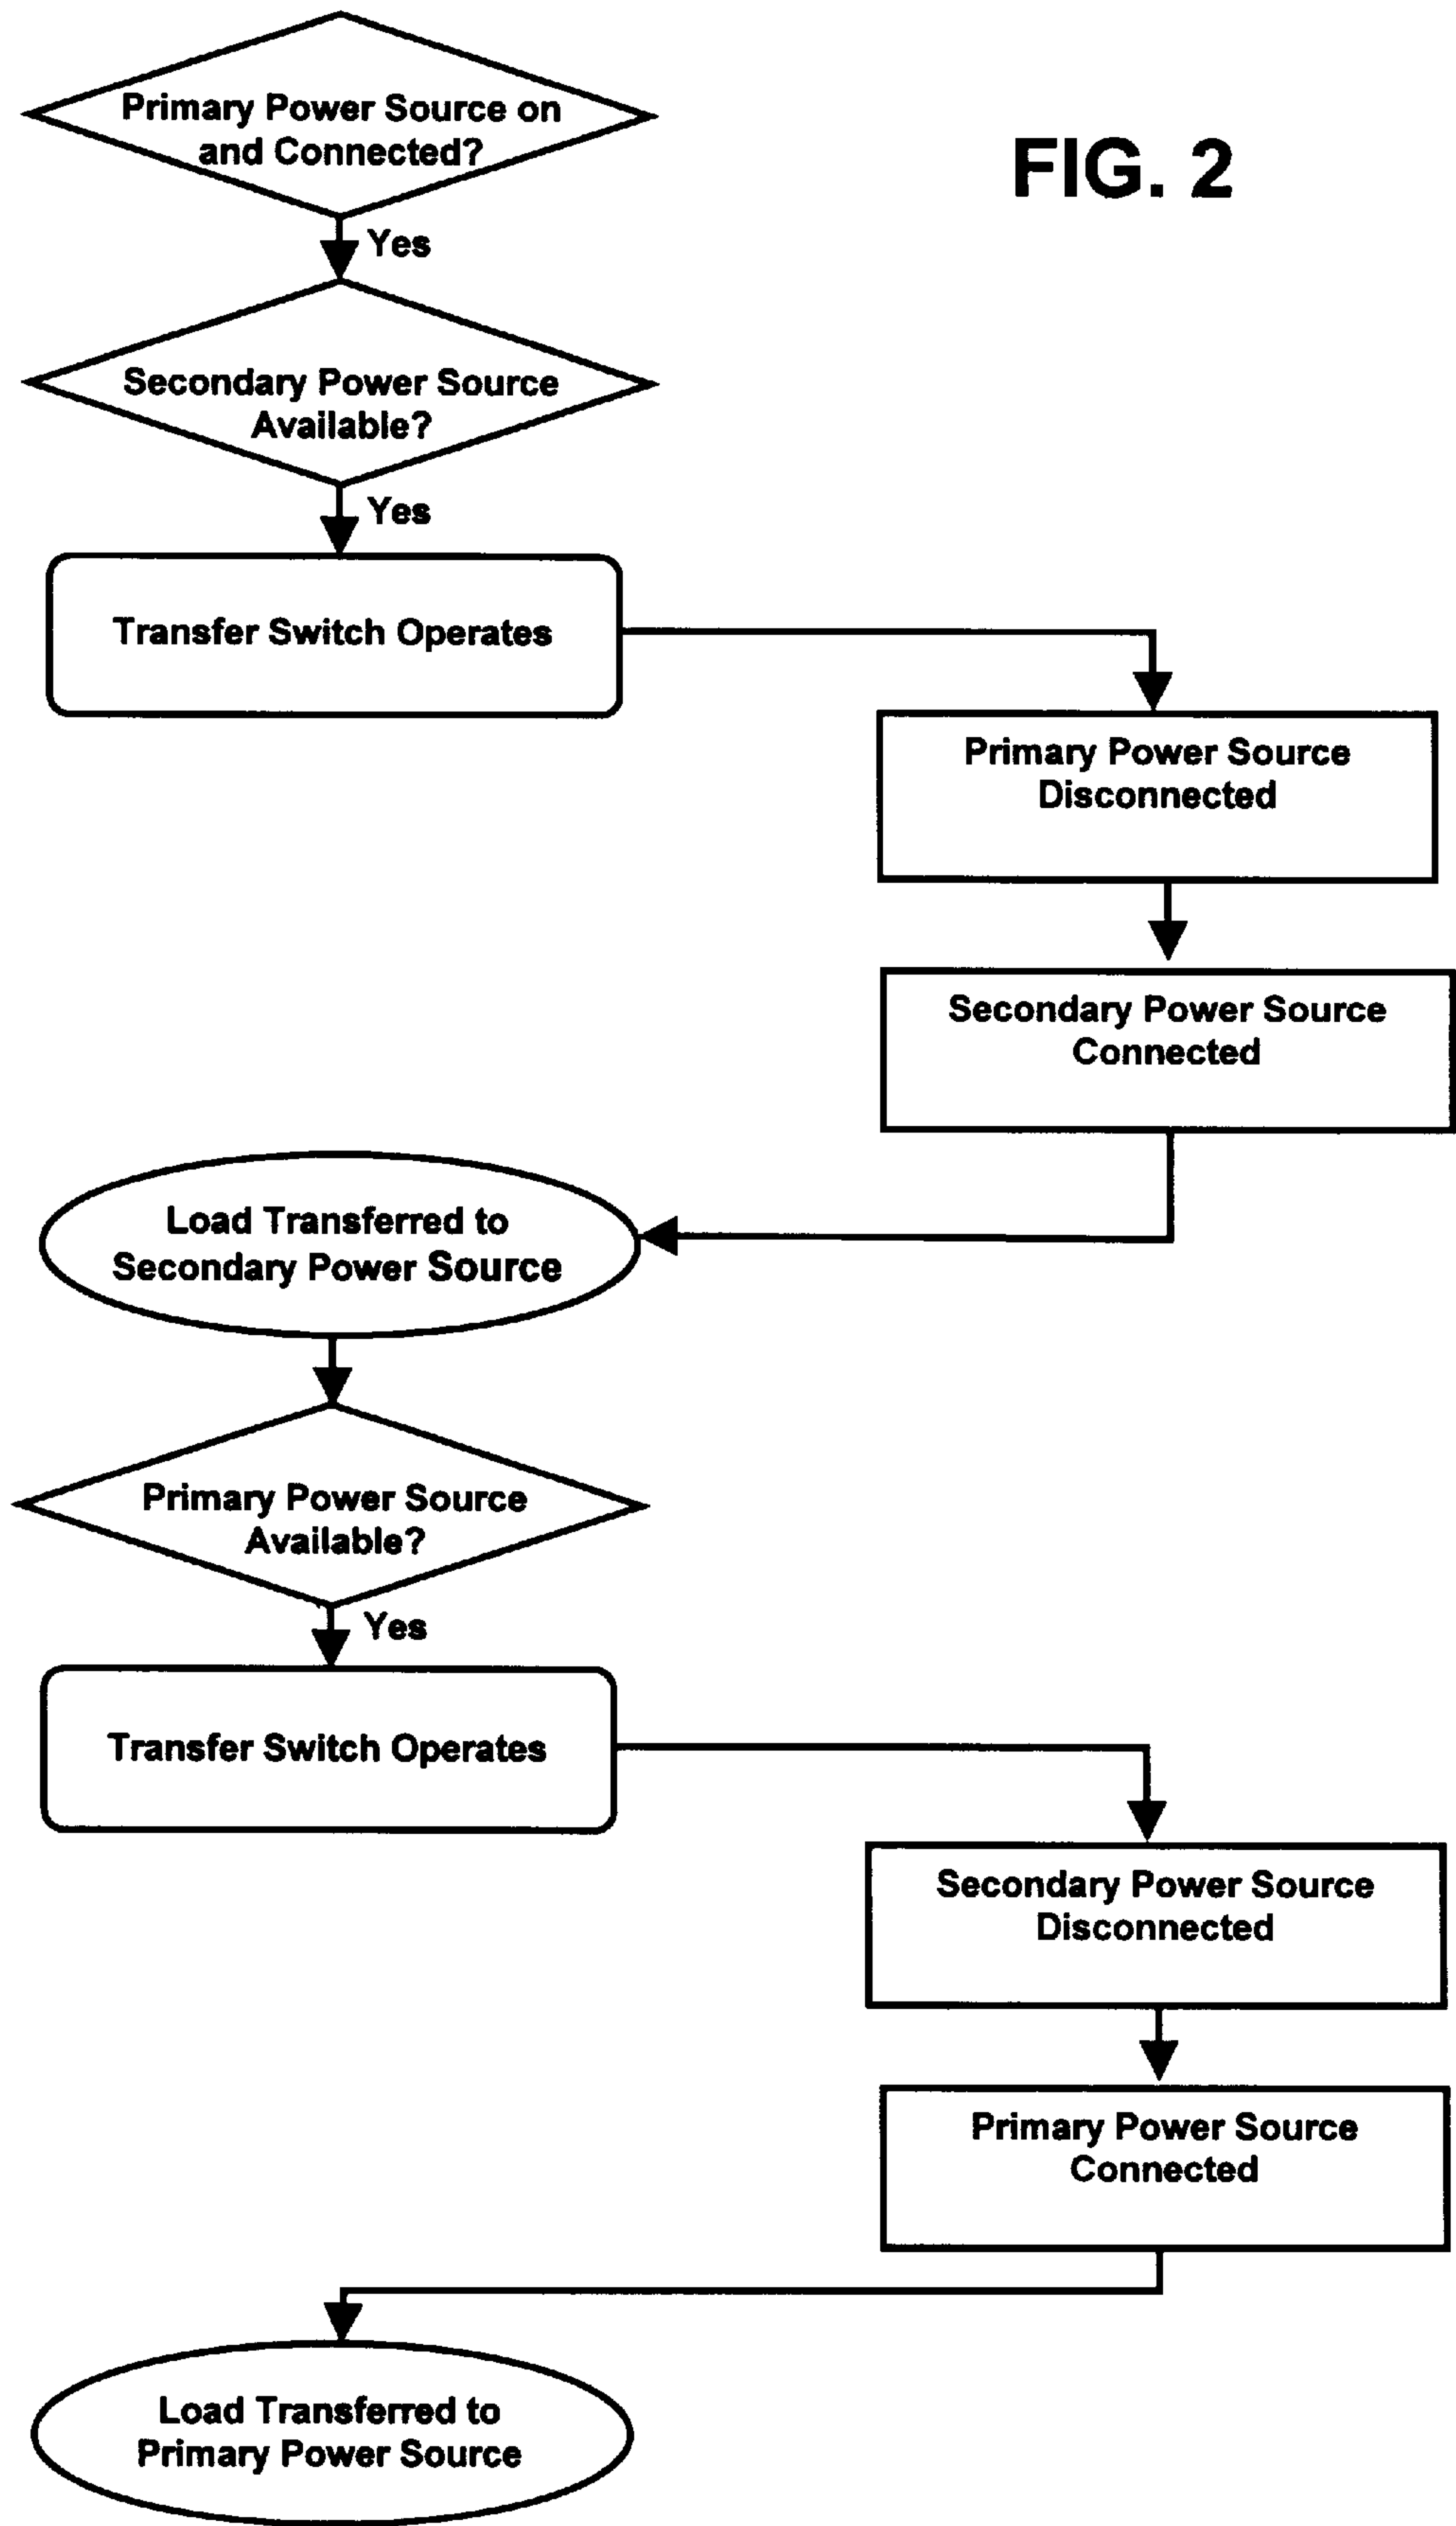 Primary Power Source on
and Connected?
FIG. 2
Yes
Secondary Power Source
Available?
Yes
Transfer Switch Operates
Primary Power Source
Disconnected
Secondary Power Source
Connected
Load Transferred to
Secondary Power Source
Primary Power Source
Available?
Yes
Transfer Switch Operates
Secondary Power Source
Disconnected
Primary Power Source
Connected
Load Transferred to
Primary Power Source